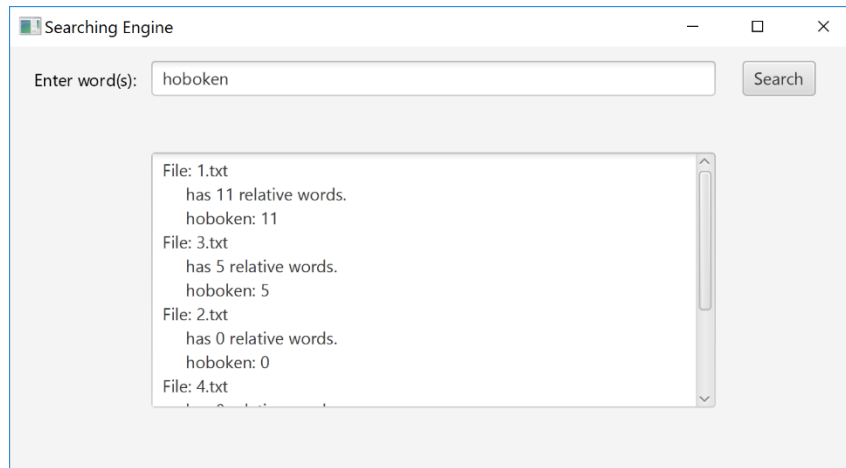 Searching Engine
Enter word(s): hoboken Search
File: 1.txt
has 11 relative words.
hoboken: 11
File: 3.txt
has 5 relative words.
hoboken: 5
File: 2.txt
has 0 relative words.
hoboken: 0
File: 4.txt